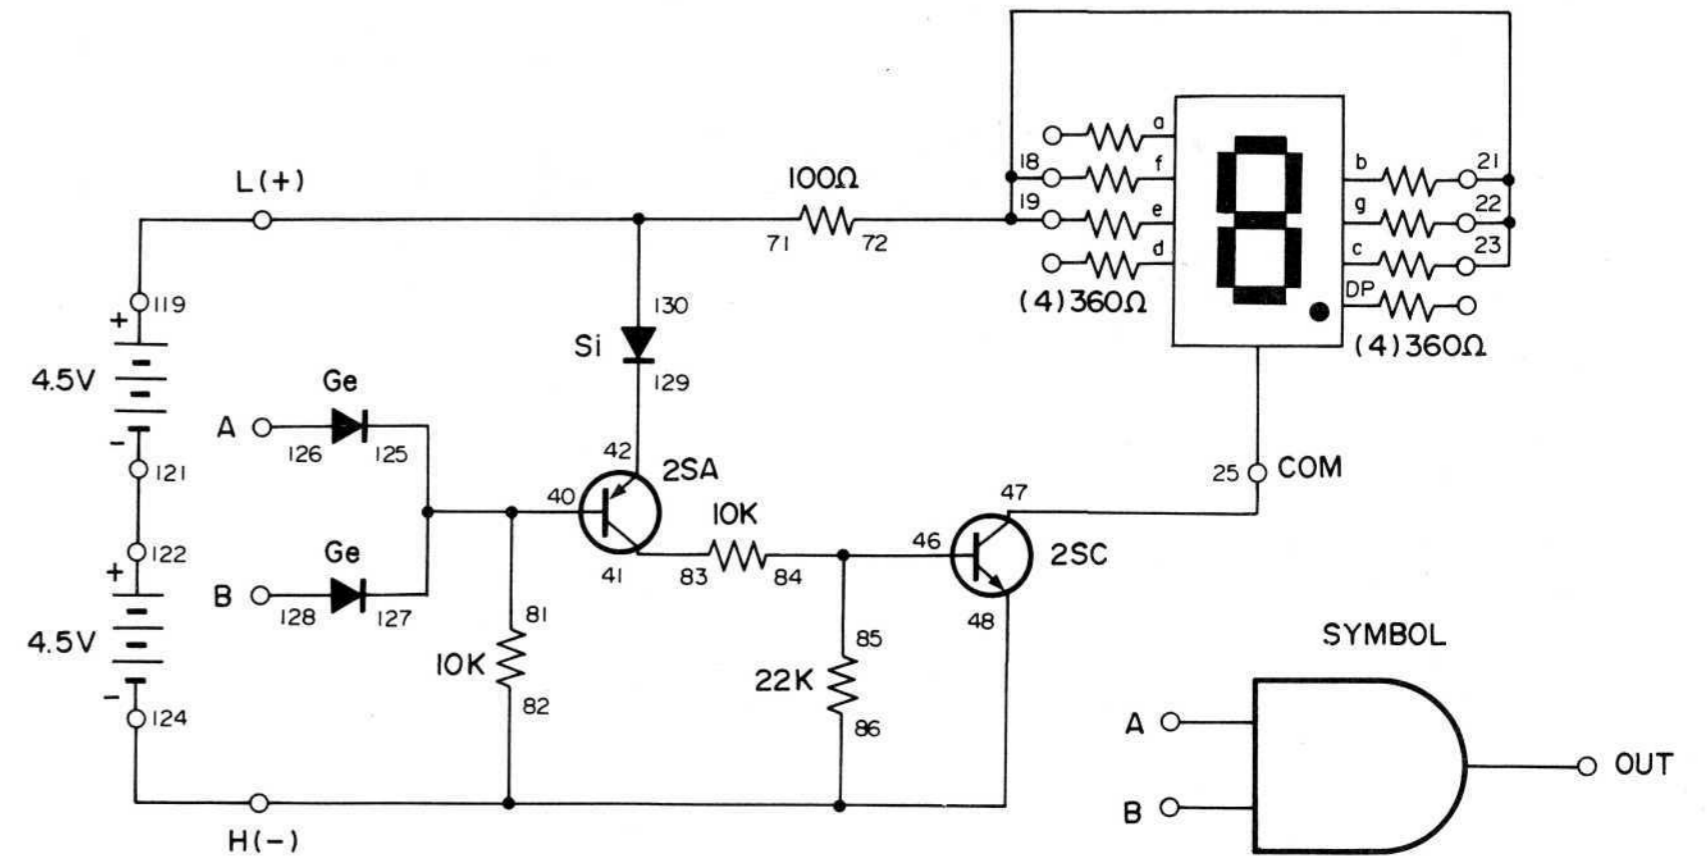 L(+)
100Ω
71
72
18
19
a
f
e
d
(4)360Ω
b
g
c
DP
21
22
23
(4)360Ω
119
+
4.5V
-
121
122
+
4.5V
-
124
H(-)
130
Si
129
Ge
A
126
125
Ge
B
128
127
40
42
2SA
41
10K
83
84
81
10K
82
85
22K
86
46
47
2SC
48
25
COM
SYMBOL
A
B
OUT